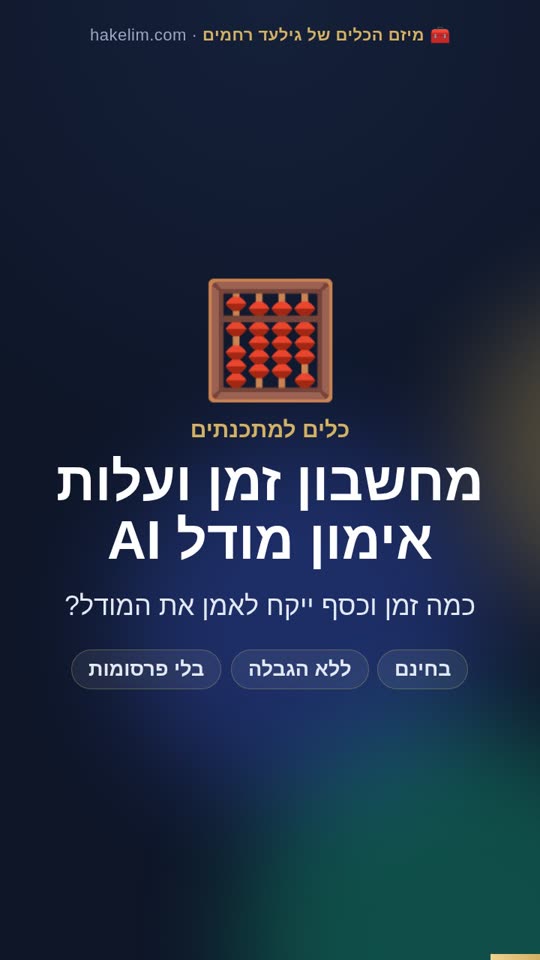 🧰 מיזם הכלים של גילעד רחמים · hakelim.com
כלים למתכנתים
מחשבון זמן ועלות
אימון מודל AI
כמה זמן וכסף ייקח לאמן את המודל?
בחינם
ללא הגבלה
בלי פרסומות